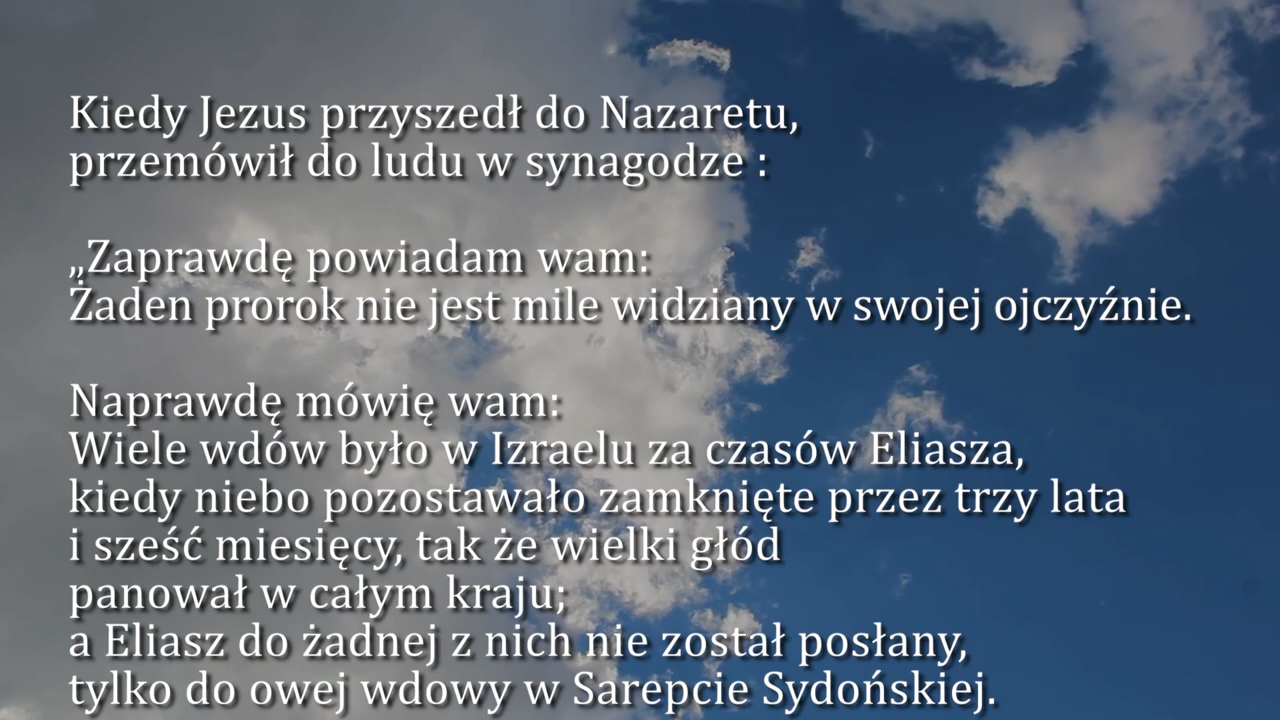 Kiedy Jezus przyszedł do Nazaretu,
przemówił do ludu w synagodze :
„Zaprawdę powiadam wam:
Żaden prorok nie jest mile widziany w swojej ojczyźnie.
Naprawdę mówię wam:
Wiele wdów było w Izraelu za czasów Eliasza,
kiedy niebo pozostawało zamknięte przez trzy lata
i sześć miesięcy, tak że wielki głód
panował w całym kraju;
a Eliasz do żadnej z nich nie został posłany,
tylko do owej wdowy w Sarepcie Sydońskiej.